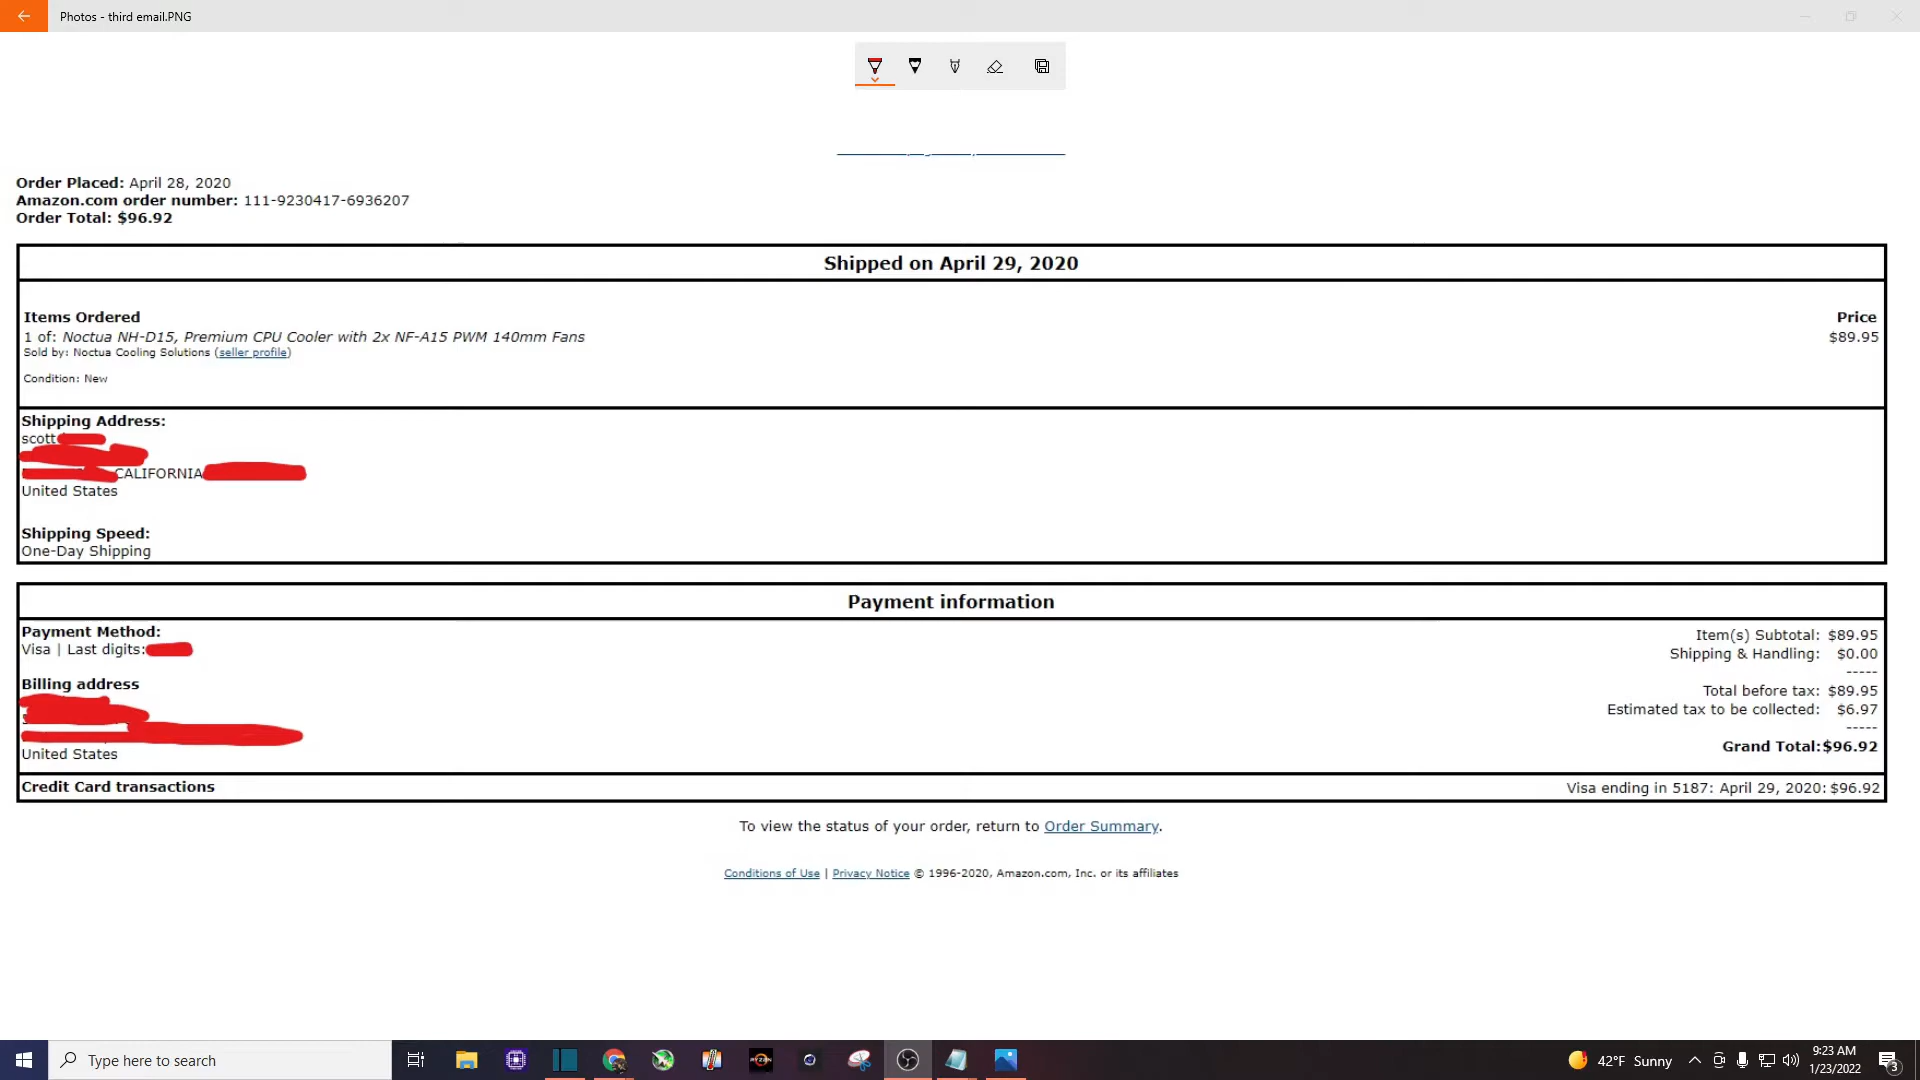 Photos - third email.PNG
Order Placed: April 28, 2020
Amazon.com order number: 111-9230417-6936207
Order Total: $96.92
Shipped on April 29, 2020
Items Ordered
Price
1 of: Noctua NH-D15, Premium CPU Cooler with 2x NF-A15 PWM 140mm Fans
$89.95
Sold by: Noctua Cooling Solutions (seller profile)
Condition: New
Shipping Address:
scott
CALIFORNIA
United States
Shipping Speed:
One-Day Shipping
Payment information
Payment Method:
Visa | Last digits:
Billing address
United States
Item(s) Subtotal: $89.95
Shipping & Handling: $0.00
-----
Total before tax: $89.95
Estimated tax to be collected: $6.97
-----
Grand Total: $96.92
Credit Card transactions
Visa ending in 5187: April 29, 2020: $96.92
To view the status of your order, return to Order Summary.
Conditions of Use | Privacy Notice © 1996-2020, Amazon.com, Inc. or its affiliates
Type here to search
RYZEN
42°F Sunny
9:23 AM
1/23/2022
3